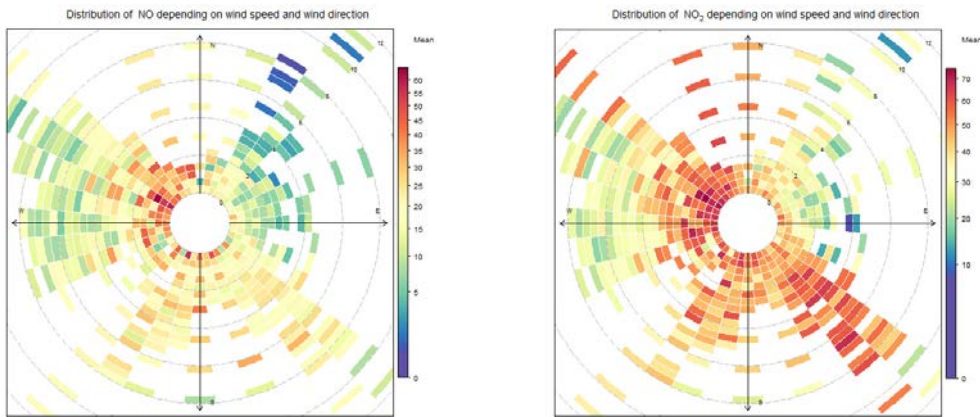 Distribution of NO depending on wind speed and wind direction
Mean
60
55
50
45
40
35
30
25
20
15
10
5
0
N
W
E
S
0
2
4
6
8
10
12
Distribution of NO₂ depending on wind speed and wind direction
Mean
70
60
50
40
30
20
10
0
N
W
E
S
0
2
4
6
8
10
12